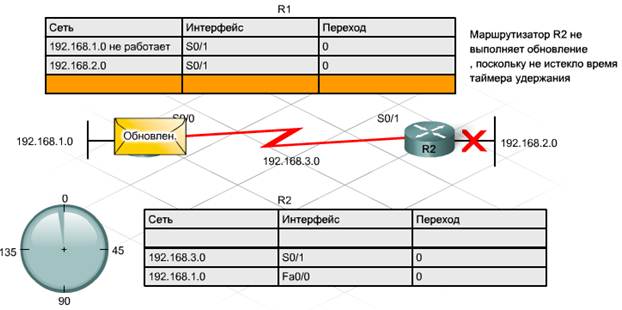 R1
Сеть Интерфейс Переход
192.168.1.0 не работает S0/1 0
192.168.2.0 S0/1 0
Маршрутизатор R2 не
выполняет обновление
, поскольку не истекло время
таймера удержания
S0/0 S0/1
Обновлен.
192.168.1.0 R2 192.168.2.0
192.168.3.0
R2
Сеть Интерфейс Переход
192.168.3.0 S0/1 0
192.168.1.0 Fa0/0 0
0
135 45
90